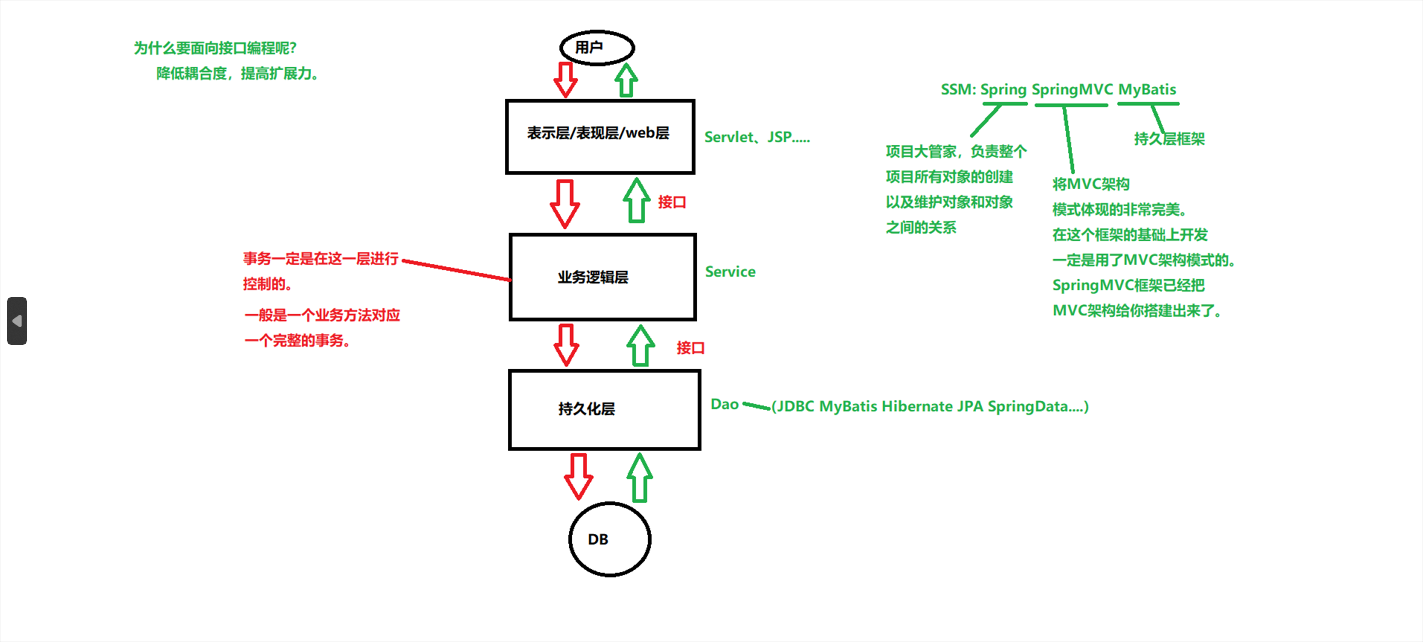 为什么要面向接口编程呢?
降低耦合度，提高扩展力。
用户
表示层/表现层/web层
Servlet、JSP.....
接口
事务一定是在这一层进行
控制的。
一般是一个业务方法对应
一个完整的事务。
业务逻辑层
Service
接口
持久化层
Dao
(JDBC MyBatis Hibernate JPA SpringData....)
DB
SSM: Spring SpringMVC MyBatis
项目大管家，负责整个
项目所有对象的创建
以及维护对象和对象
之间的关系
将MVC架构
模式体现的非常完美。
在这个框架的基础上开发
一定是用了MVC架构模式的。
SpringMVC框架已经把
MVC架构给你搭建出来了。
持久层框架